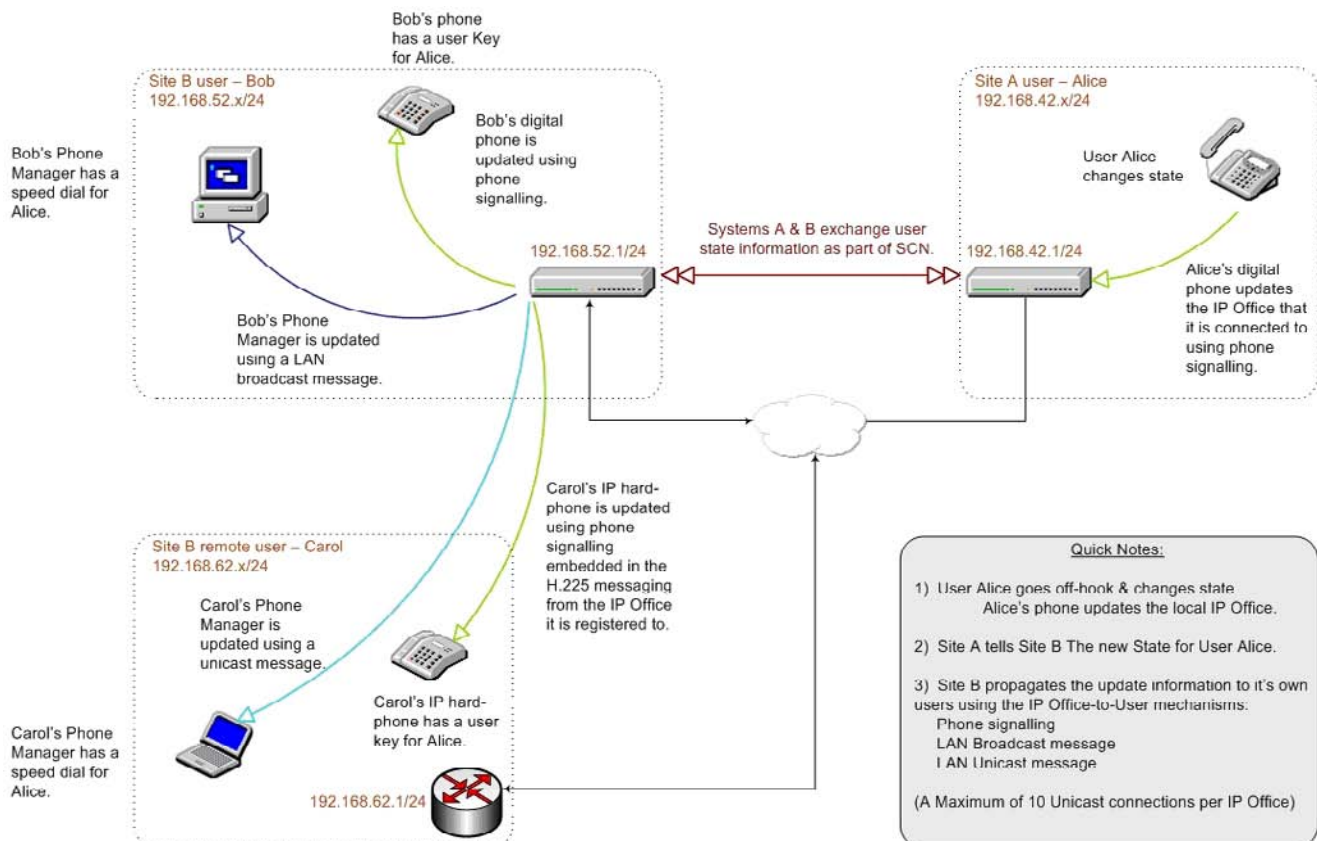 Bob's phone
has a user Key
for Alice.
Site B user – Bob
192.168.52.x/24
Bob's Phone
Manager has a
speed dial for
Alice.
Bob's digital
phone is
updated using
phone
signalling.
192.168.52.1/24
Bob's Phone
Manager is updated
using a LAN
broadcast message.
Systems A & B exchange user
state information as part of SCN.
Site A user – Alice
192.168.42.x/24
User Alice
changes state
192.168.42.1/24
Alice's digital
phone updates
the IP Office that
it is connected to
using phone
signalling.
Site B remote user – Carol
192.168.62.x/24
Carol's Phone
Manager is
updated using a
unicast message.
Carol's IP hard-
phone is updated
using phone
signalling
embedded in the
H.225 messaging
from the IP Office
it is registered to.
Carol's Phone
Manager has a
speed dial for
Alice.
Carol's IP hard-
phone has a user
key for Alice.
192.168.62.1/24
Quick Notes:
1) User Alice goes off-hook & changes state
Alice's phone updates the local IP Office.
2) Site A tells Site B The new State for User Alice.
3) Site B propagates the update information to it's own
users using the IP Office-to-User mechanisms:
Phone signalling
LAN Broadcast message
LAN Unicast message
(A Maximum of 10 Unicast connections per IP Office)